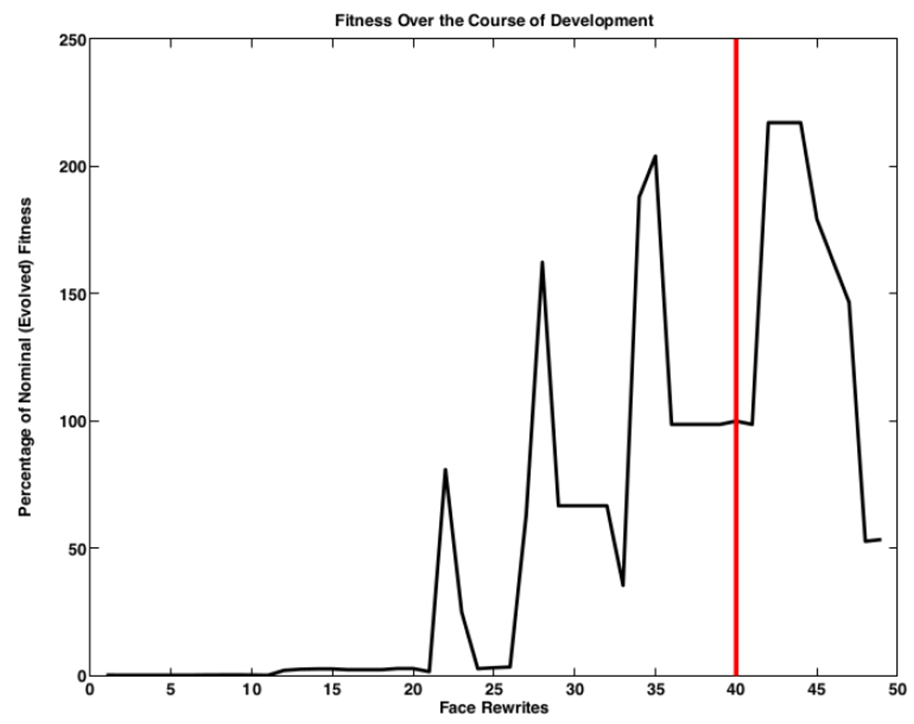 Fitness Over the Course of Development
Percentage of Nominal (Evolved) Fitness
250
200
150
100
50
0
0 5 10 15 20 25 30 35 40 45 50
Face Rewrites